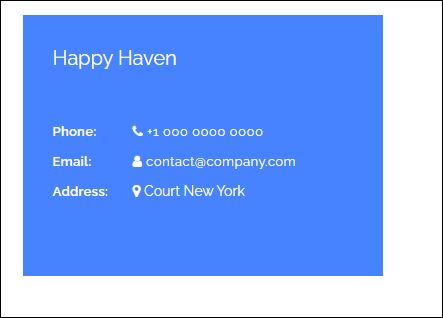 Happy Haven
Phone: +1 000 0000 0000
Email: contact@company.com
Address: Court New York